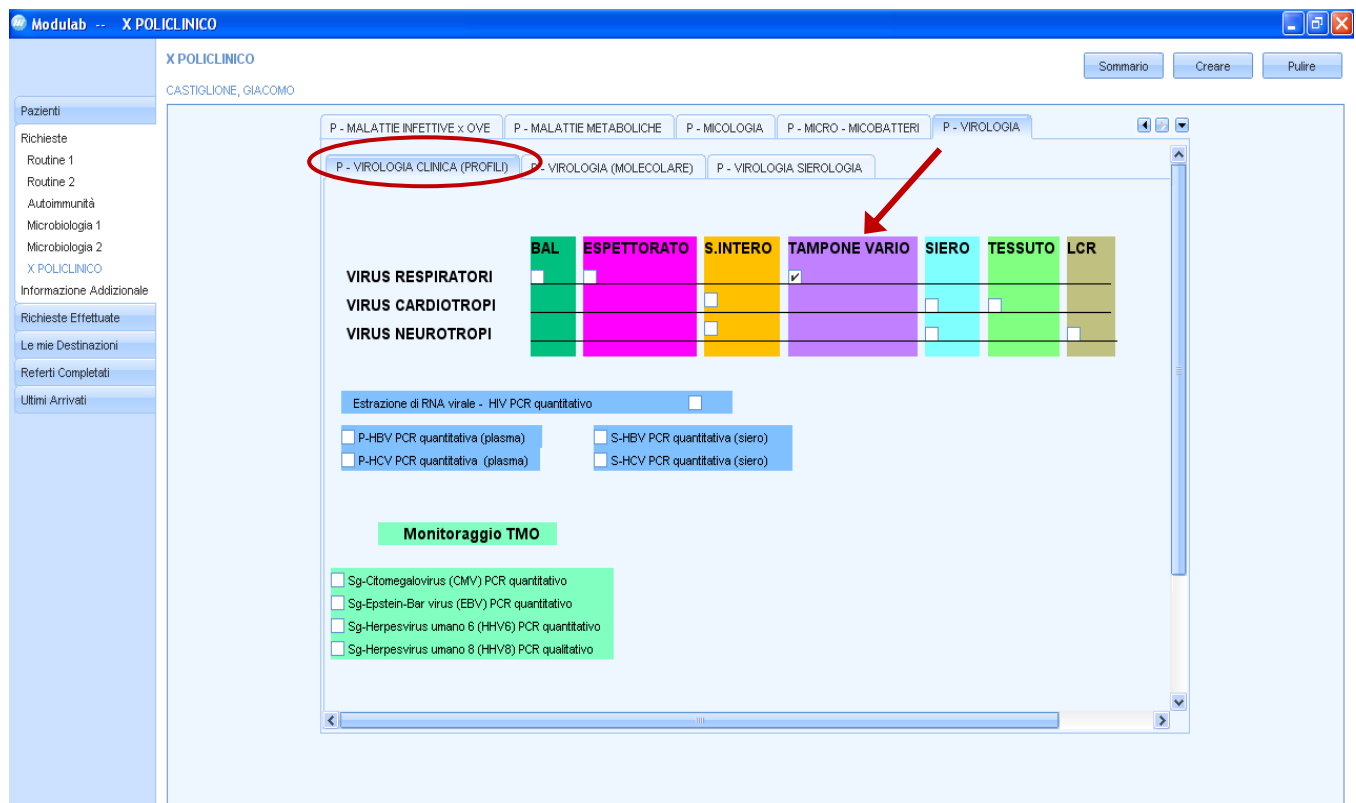 Modulab -- X POLICLINICO
X POLICLINICO
Sommario Creare Pulire
CASTIGLIONE, GIACOMO
Pazienti
Richieste
Routine 1
Routine 2
Autoimmunità
Microbiologia 1
Microbiologia 2
X POLICLINICO
Informazione Addizionale
Richieste Effettuate
Le mie Destinazioni
Referti Completati
Ultimi Arrivati
P - MALATTIE INFETTIVE x OVE P - MALATTIE METABOLICHE P - MICOLOGIA P - MICRO - MICOBATTERI P - VIROLOGIA
P - VIROLOGIA CLINICA (PROFILI) P - VIROLOGIA (MOLECOLARE) P - VIROLOGIA SIEROLOGIA
BAL ESPETTORATO S.INTERO TAMPONE VARIO SIERO TESSUTO LCR
VIRUS RESPIRATORI
VIRUS CARDIOTROPI
VIRUS NEUROTROPI
Estrazione di RNA virale - HIV PCR quantitativo
P-HBV PCR quantitativa (plasma) S-HBV PCR quantitativa (siero)
P-HCV PCR quantitativa (plasma) S-HCV PCR quantitativa (siero)
Monitoraggio TMO
Sg-Citomegalovirus (CMV) PCR quantitativo
Sg-Epstein-Bar virus (EBV) PCR quantitativo
Sg-Herpesvirus umano 6 (HHV6) PCR quantitativo
Sg-Herpesvirus umano 8 (HHV8) PCR qualitativo